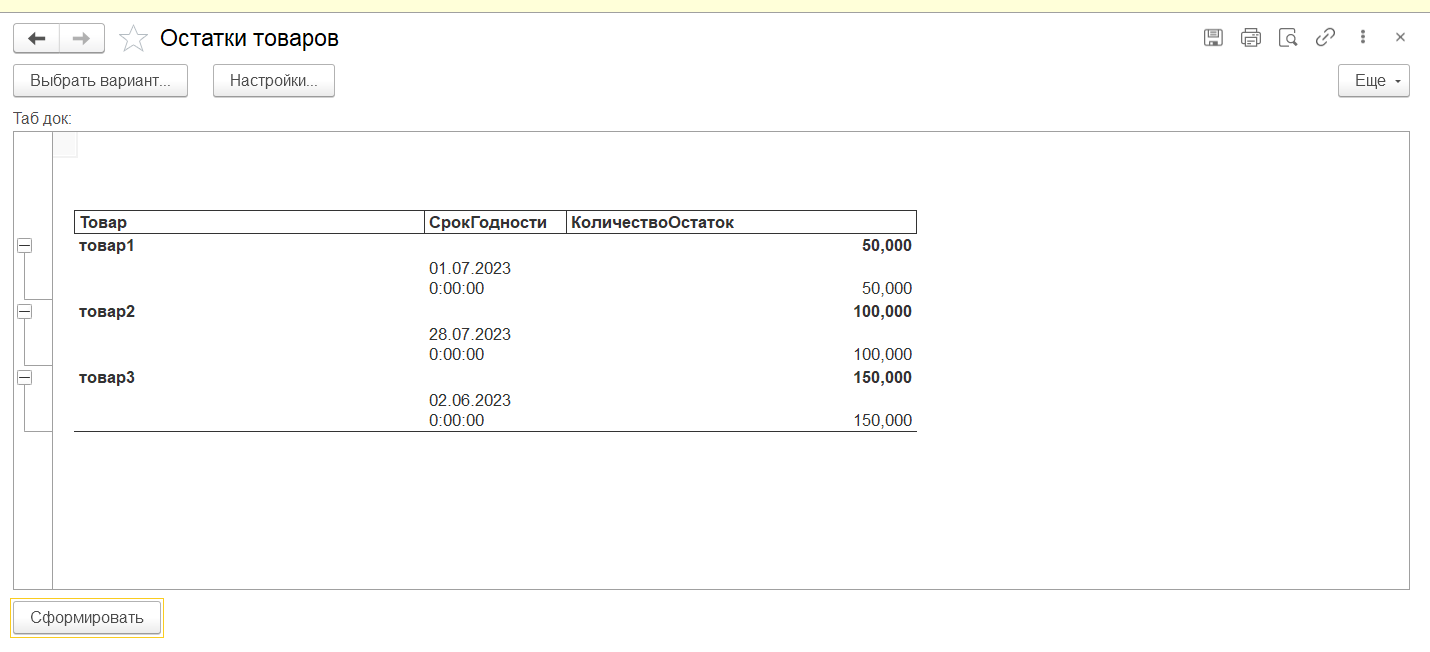 Остатки товаров
Выбрать вариант...
Настройки...
Еще
Таб док:
Товар СрокГодности КоличествоОстаток
товар1 50,000
01.07.2023
0:00:00 50,000
товар2 100,000
28.07.2023
0:00:00 100,000
товар3 150,000
02.06.2023
0:00:00 150,000
Сформировать